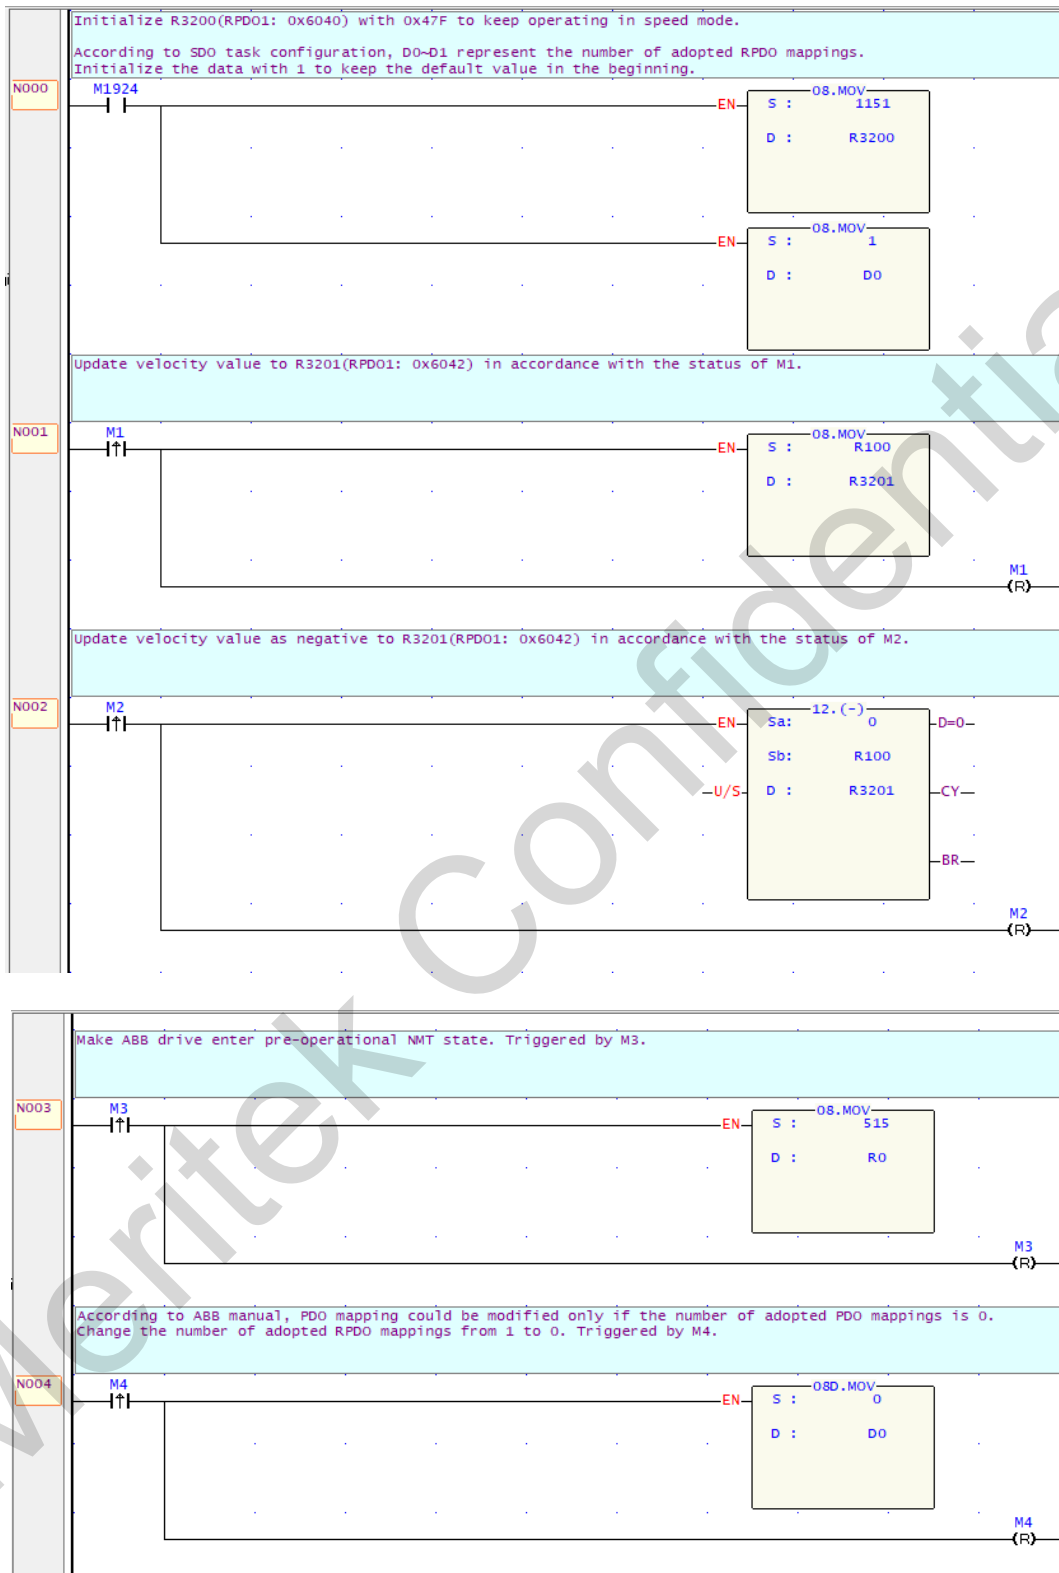 Initialize R3200(RPDO1: 0x6040) with 0x47F to keep operating in speed mode.
According to SDO task configuration, D0~D1 represent the number of adopted RPDO mappings.
Initialize the data with 1 to keep the default value in the beginning.
N000
M1924
EN
08.MOV
S : 1151
D : R3200
EN
08.MOV
S : 1
D : D0
Update velocity value to R3201(RPDO1: 0x6042) in accordance with the status of M1.
N001
M1
EN
08.MOV
S : R100
D : R3201
M1
(R)
Update velocity value as negative to R3201(RPDO1: 0x6042) in accordance with the status of M2.
N002
M2
EN
12.(-)
Sa: 0
D=0
Sb: R100
U/S
D : R3201
CY
BR
M2
(R)
Make ABB drive enter pre-operational NMT state. Triggered by M3.
N003
M3
EN
08.MOV
S : 515
D : R0
M3
(R)
According to ABB manual, PDO mapping could be modified only if the number of adopted PDO mappings is 0.
Change the number of adopted RPDO mappings from 1 to 0. Triggered by M4.
N004
M4
EN
08D.MOV
S : 0
D : D0
M4
(R)
Meritek Confidential